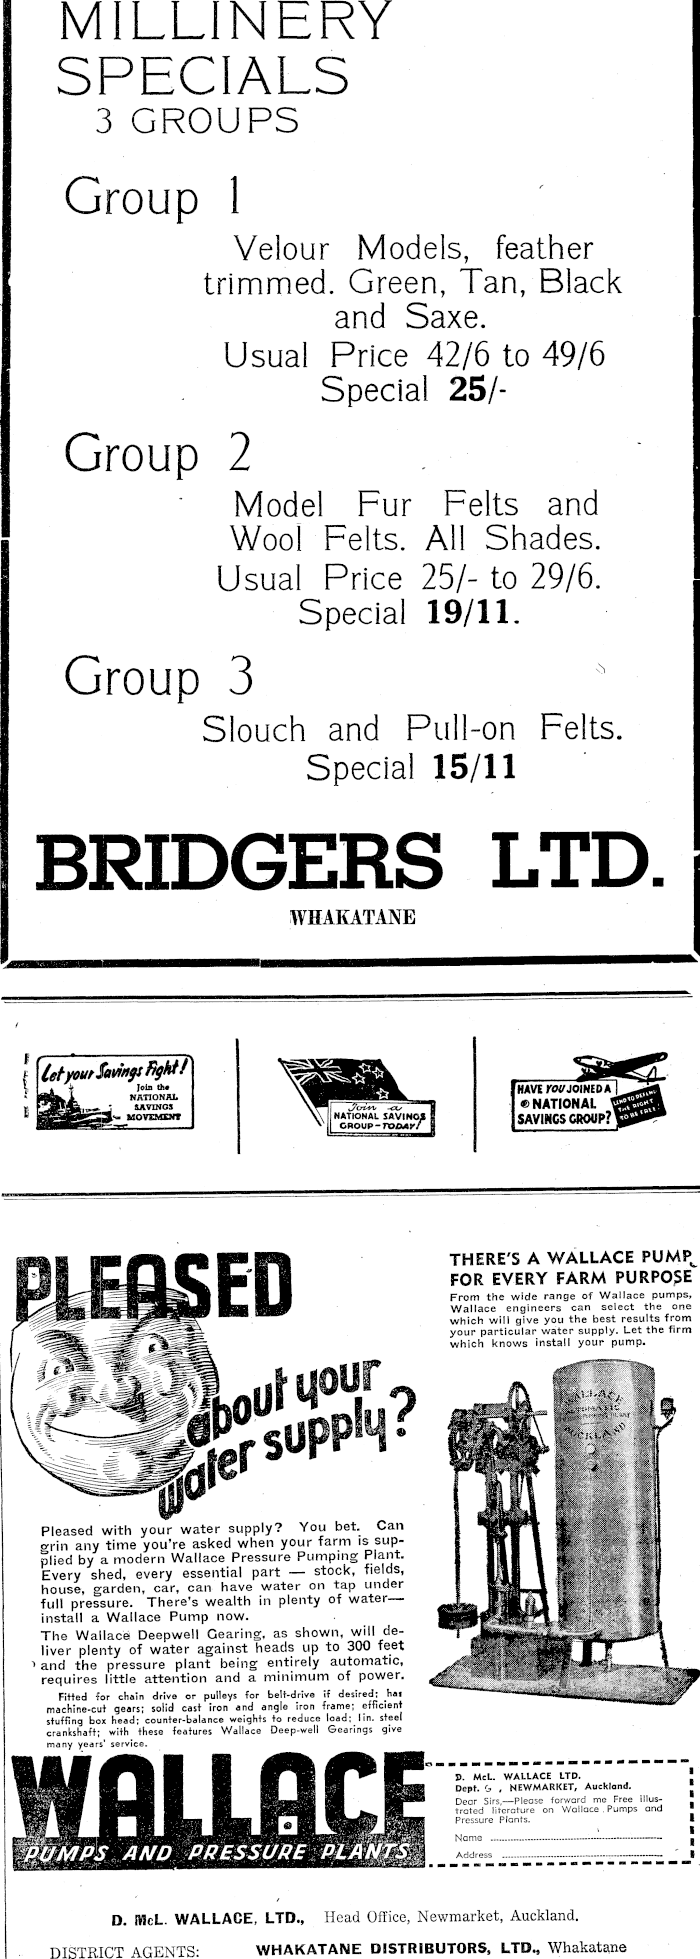 MILLINERY
SPECIALS
3 GROUPS
Group 1
Velour Models, feather
trimmed. Green, Tan, Black
and Saxe.
Usual Price 42/6 to 49/6
Special 25/-
Group 2
Model Fur Felts and
Wool Felts. All Shades.
Usual Price 25/- to 29/6.
Special 19/11.
Group 3
Slouch and Pull-on Felts.
Special 15/11
BRIDGERS LTD.
WHAKATANE
Let your Savings Fight!
Join the
NATIONAL
SAVINGS
MOVEMENT
Join a
NATIONAL SAVINGS
GROUP-TODAY!
HAVE YOU JOINED A
NATIONAL
SAVINGS GROUP?
LEND TO DEFEND
THE RIGHT
TO BE FREE!
PLEASED
about your
water supply?
Pleased with your water supply? You bet. Can
grin any time you're asked when your farm is sup-
plied by a modern Wallace Pressure Pumping Plant.
Every shed, every essential part — stock, fields,
house, garden, car, can have water on tap under
full pressure. There's wealth in plenty of water—
install a Wallace Pump now.
The Wallace Deepwell Gearing, as shown, will de-
liver plenty of water against heads up to 300 feet
and the pressure plant being entirely automatic,
requires little attention and a minimum of power.
Fitted for chain drive or pulleys for belt-drive if desired; has
machine-cut gears; solid cast iron and angle iron frame; efficient
stuffing box head; counter-balance weights to reduce load; 1in. steel
crankshaft; with these features Wallace Deep-well Gearings give
many years' service.
THERE'S A WALLACE PUMP
FOR EVERY FARM PURPOSE
From the wide range of Wallace pumps,
Wallace engineers can select the one
which will give you the best results from
your particular water supply. Let the firm
which knows install your pump.
WALLACE
AUTOMATIC
AUCKLAND
WALLACE
PUMPS AND PRESSURE PLANTS
D. McL. WALLACE LTD.
Dept. G , NEWMARKET, Auckland.
Dear Sirs,—Please forward me Free illus-
trated literature on Wallace Pumps and
Pressure Plants.
Name
Address
D. McL. WALLACE, LTD., Head Office, Newmarket, Auckland.
DISTRICT AGENTS: WHAKATANE DISTRIBUTORS, LTD., Whakatane